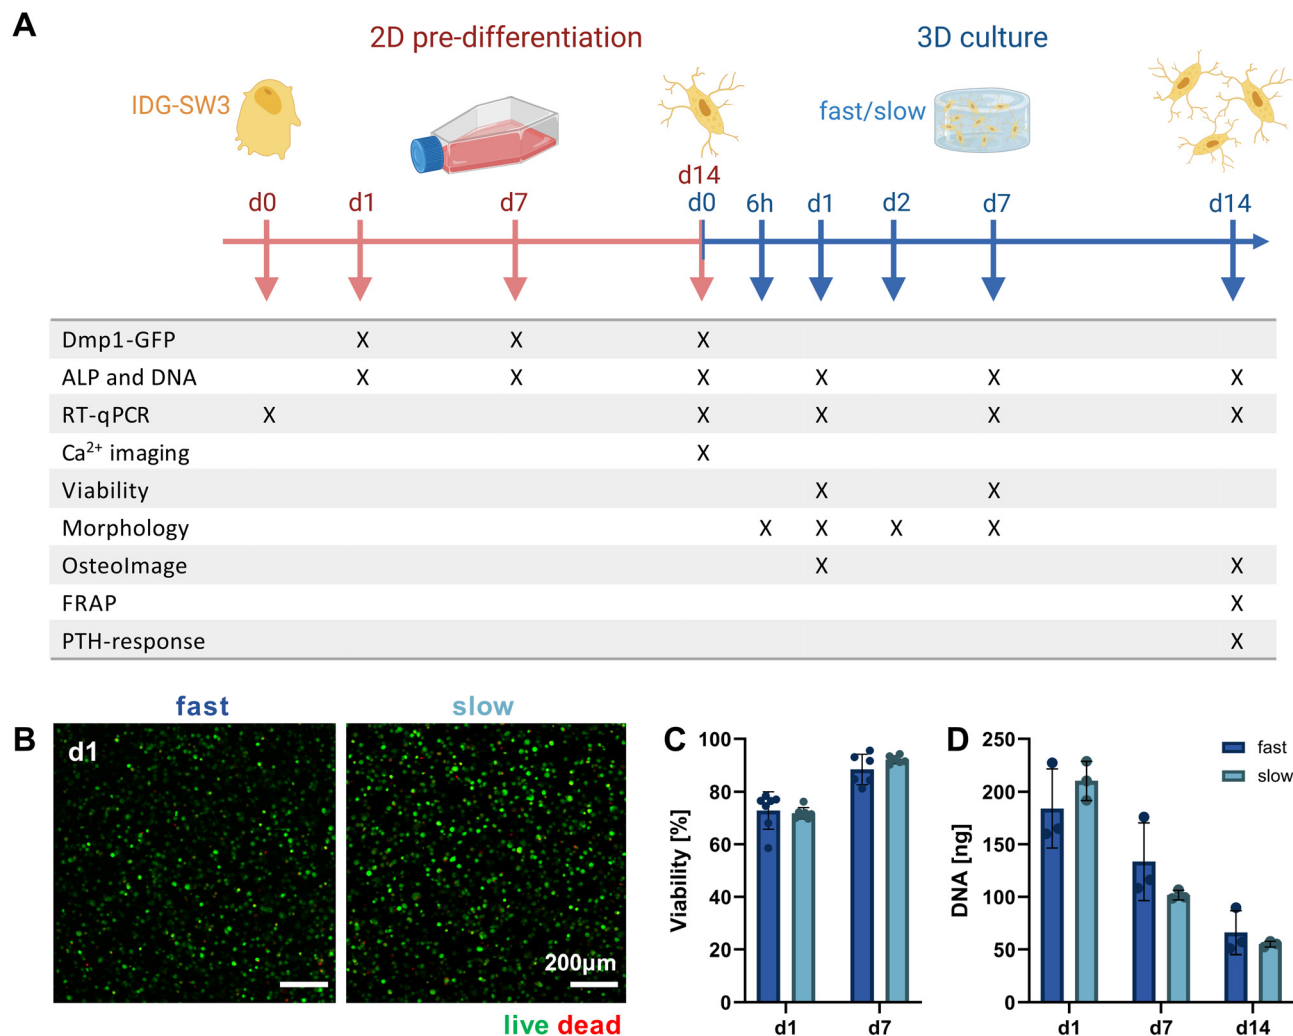 A
2D pre-differentiation
3D culture
IDG-SW3
fast/slow
d14
d0 d1 d7 d0 6h d1 d2 d7 d14
Dmp1-GFP X X X
ALP and DNA X X X X X X
RT-qPCR X X X X X
Ca²⁺ imaging X
Viability X X
Morphology X X X X
OsteoImage X X
FRAP X
PTH-response X
B
fast
slow
d1
200µm
live dead
C
Viability [%]
100
80
60
40
20
0
d1 d7
D
DNA [ng]
250
200
150
100
50
0
d1 d7 d14
fast
slow